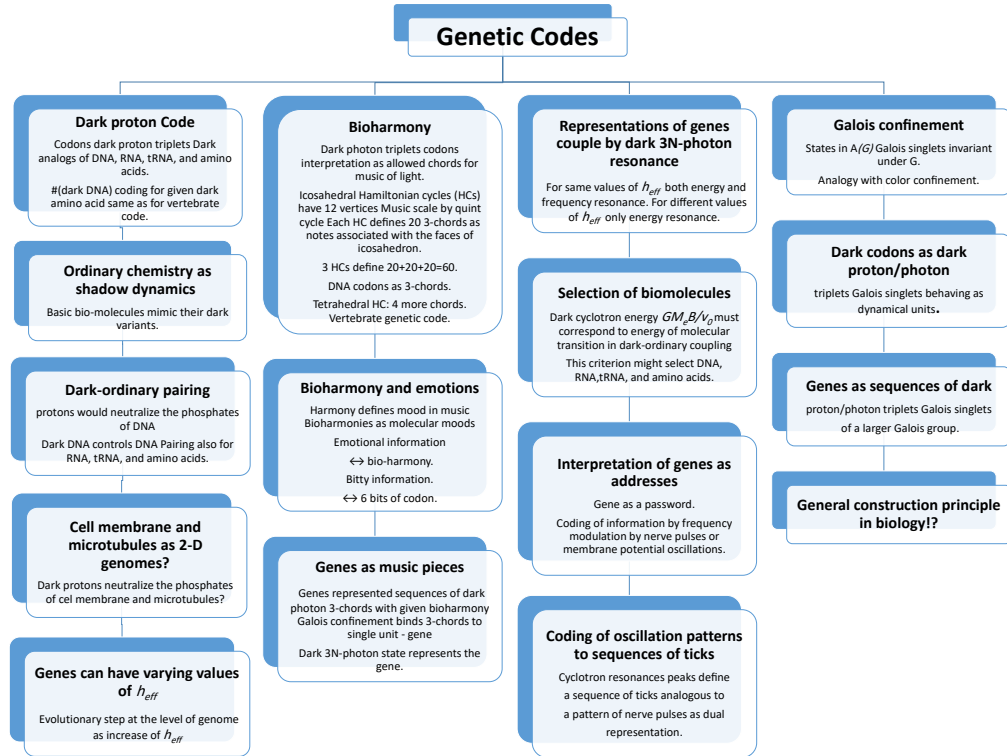 Genetic Codes
Dark proton Code
Codons dark proton triplets Dark
analogs of DNA, RNA, tRNA, and amino
acids.
#(dark DNA) coding for given dark
amino acid same as for vertebrate
code.
Ordinary chemistry as
shadow dynamics
Basic bio-molecules mimic their dark
variants.
Dark-ordinary pairing
protons would neutralize the phosphates
of DNA
Dark DNA controls DNA Pairing also for
RNA, tRNA, and amino acids.
Cell membrane and
microtubules as 2-D
genomes?
Dark protons neutralize the phosphates
of cel membrane and microtubules?
Genes can have varying values
of h_eff
Evolutionary step at the level of genome
as increase of h_eff
Bioharmony
Dark photon triplets codons
interpretation as allowed chords for
music of light.
Icosahedral Hamiltonian cycles (HCs)
have 12 vertices Music scale by quint
cycle Each HC defines 20 3-chords as
notes associated with the faces of
icosahedron.
3 HCs define 20+20+20=60.
DNA codons as 3-chords.
Tetrahedral HC: 4 more chords.
Vertebrate genetic code.
Bioharmony and emotions
Harmony defines mood in music
Bioharmonies as molecular moods
Emotional information
↔ bio-harmony.
Bitty information.
↔ 6 bits of codon.
Genes as music pieces
Genes represented sequences of dark
photon 3-chords with given bioharmony
Galois confinement binds 3-chords to
single unit - gene
Dark 3N-photon state represents the
gene.
Representations of genes
couple by dark 3N-photon
resonance
For same values of h_eff both energy and
frequency resonance. For different
values of h_eff only energy resonance.
Selection of biomolecules
Dark cyclotron energy GM_eB/v_0 must
correspond to energy of molecular
transition in dark-ordinary coupling
This criterion might select DNA,
RNA,tRNA, and amino acids.
Interpretation of genes as
addresses
Gene as a password.
Coding of information by frequency
modulation by nerve pulses or
membrane potential oscillations.
Coding of oscillation patterns
to sequences of ticks
Cyclotron resonances peaks define
a sequence of ticks analogous to
a pattern of nerve pulses as dual
representation.
Galois confinement
States in A(G) Galois singlets invariant
under G.
Analogy with color confinement.
Dark codons as dark
proton/photon
triplets Galois singlets behaving as
dynamical units.
Genes as sequences of dark
proton/photon triplets Galois singlets
of a larger Galois group.
General construction principle
in biology!?